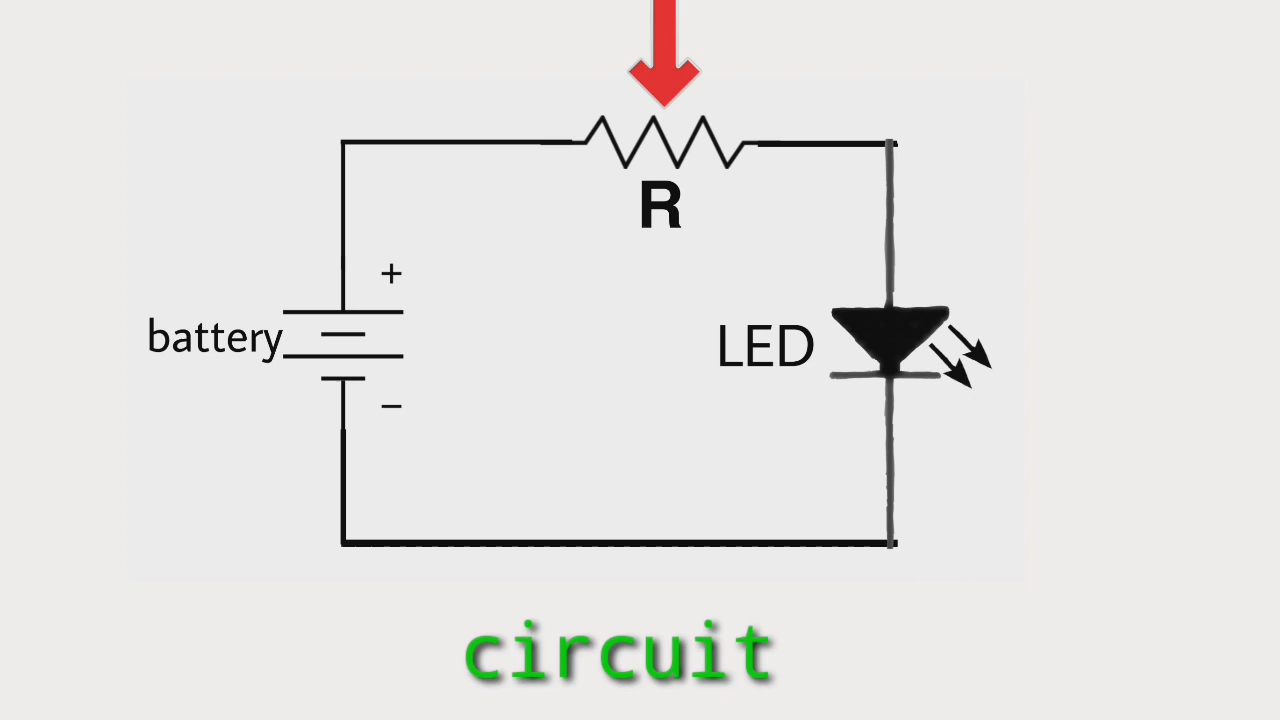 R
+
battery
LED
−
circuit